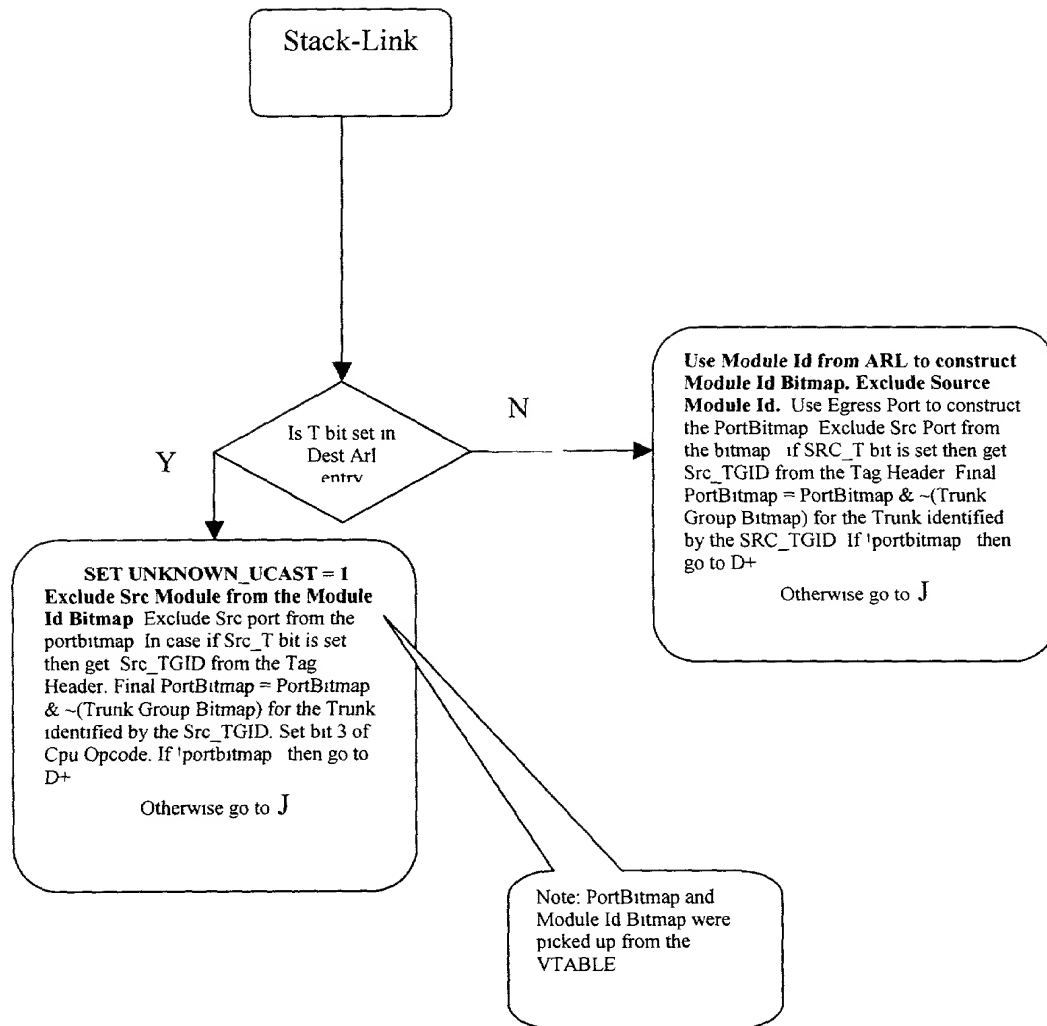 Stack-Link
Is T bit set in
Dest Arl
entry
Y
N
Use Module Id from ARL to construct
Module Id Bitmap. Exclude Source
Module Id. Use Egress Port to construct
the PortBitmap Exclude Src Port from
the bitmap if SRC_T bit is set then get
Src_TGID from the Tag Header Final
PortBitmap = PortBitmap & ~(Trunk
Group Bitmap) for the Trunk identified
by the SRC_TGID If !portbitmap then
go to D+
Otherwise go to J
SET UNKNOWN_UCAST = 1
Exclude Src Module from the Module
Id Bitmap Exclude Src port from the
portbitmap In case if Src_T bit is set
then get Src_TGID from the Tag
Header. Final PortBitmap = PortBitmap
& ~(Trunk Group Bitmap) for the Trunk
identified by the Src_TGID. Set bit 3 of
Cpu Opcode. If !portbitmap then go to
D+
Otherwise go to J
Note: PortBitmap and
Module Id Bitmap were
picked up from the
VTABLE